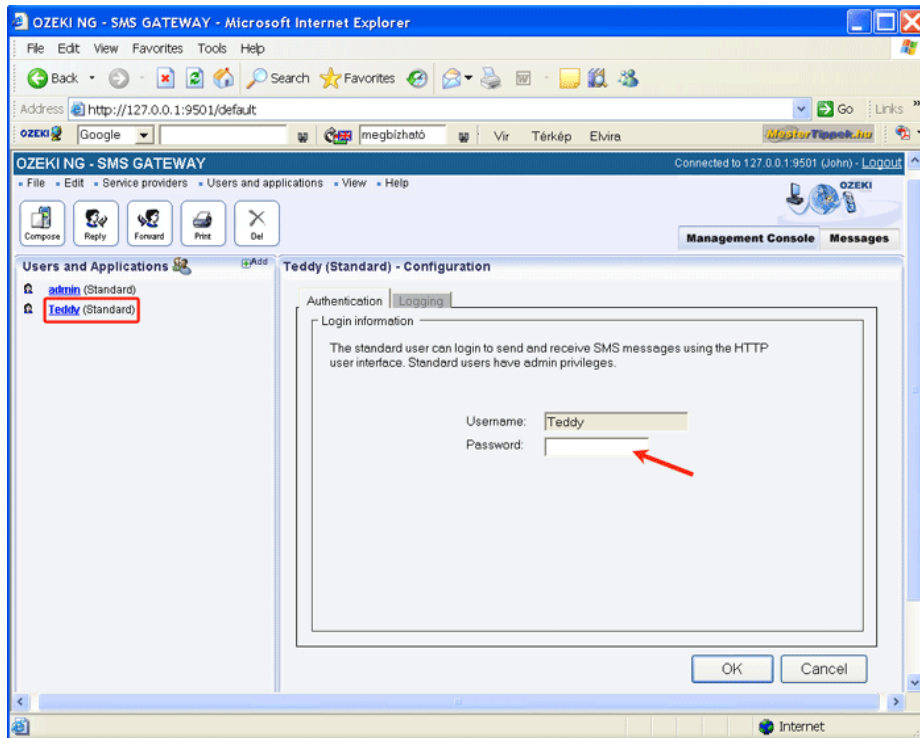 OZEKI NG - SMS GATEWAY - Microsoft Internet Explorer
File Edit View Favorites Tools Help
Back Search Favorites
Address http://127.0.0.1:9501/default Go Links »
OZEKI Google megbízható Vir Térkép Elvira MesterTippek.hu
OZEKI NG - SMS GATEWAY Connected to 127.0.0.1:9501 (John) - Logout
File Edit Service providers Users and applications View Help
OZEKI
Compose Reply Forward Print Del
Management Console Messages
Users and Applications Add Teddy (Standard) - Configuration
admin (Standard)
Teddy (Standard)
Authentication Logging
Login information
The standard user can login to send and receive SMS messages using the HTTP
user interface. Standard users have admin privileges.
Username: Teddy
Password:
OK Cancel
Internet